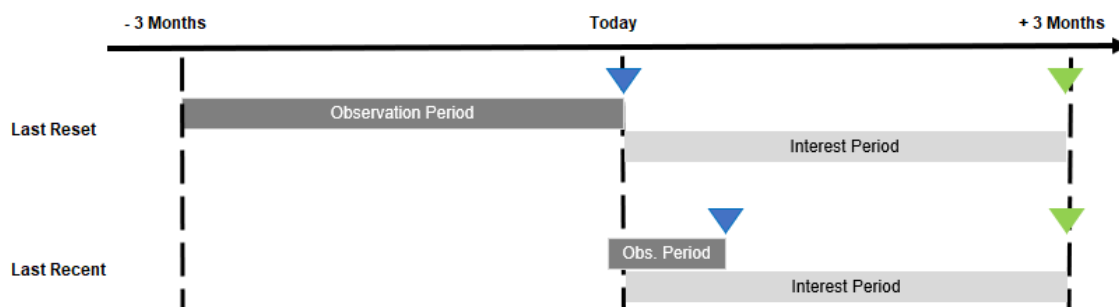 - 3 Months
Today
+ 3 Months
Observation Period
Last Reset
Interest Period
Obs. Period
Last Recent
Interest Period